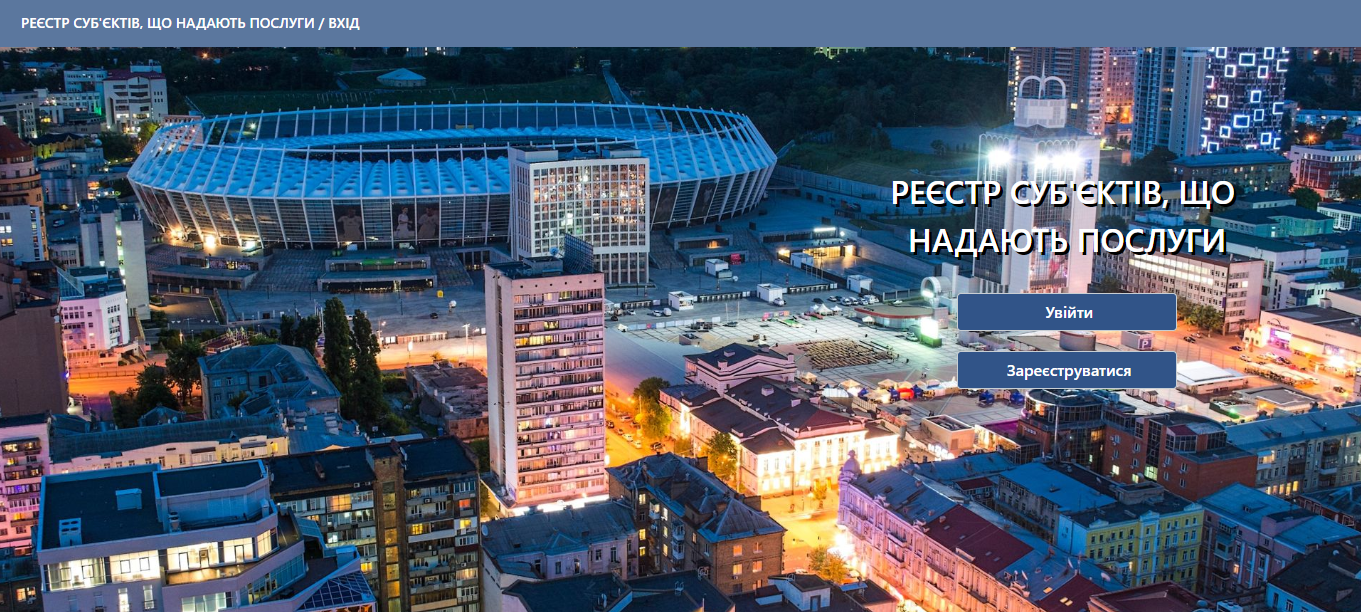 РЕЄСТР СУБ'ЄКТІВ, ЩО НАДАЮТЬ ПОСЛУГИ / ВХІД
РЕЄСТР СУБ'ЄКТІВ, ЩО
НАДАЮТЬ ПОСЛУГИ
Увійти
Зареєструватися